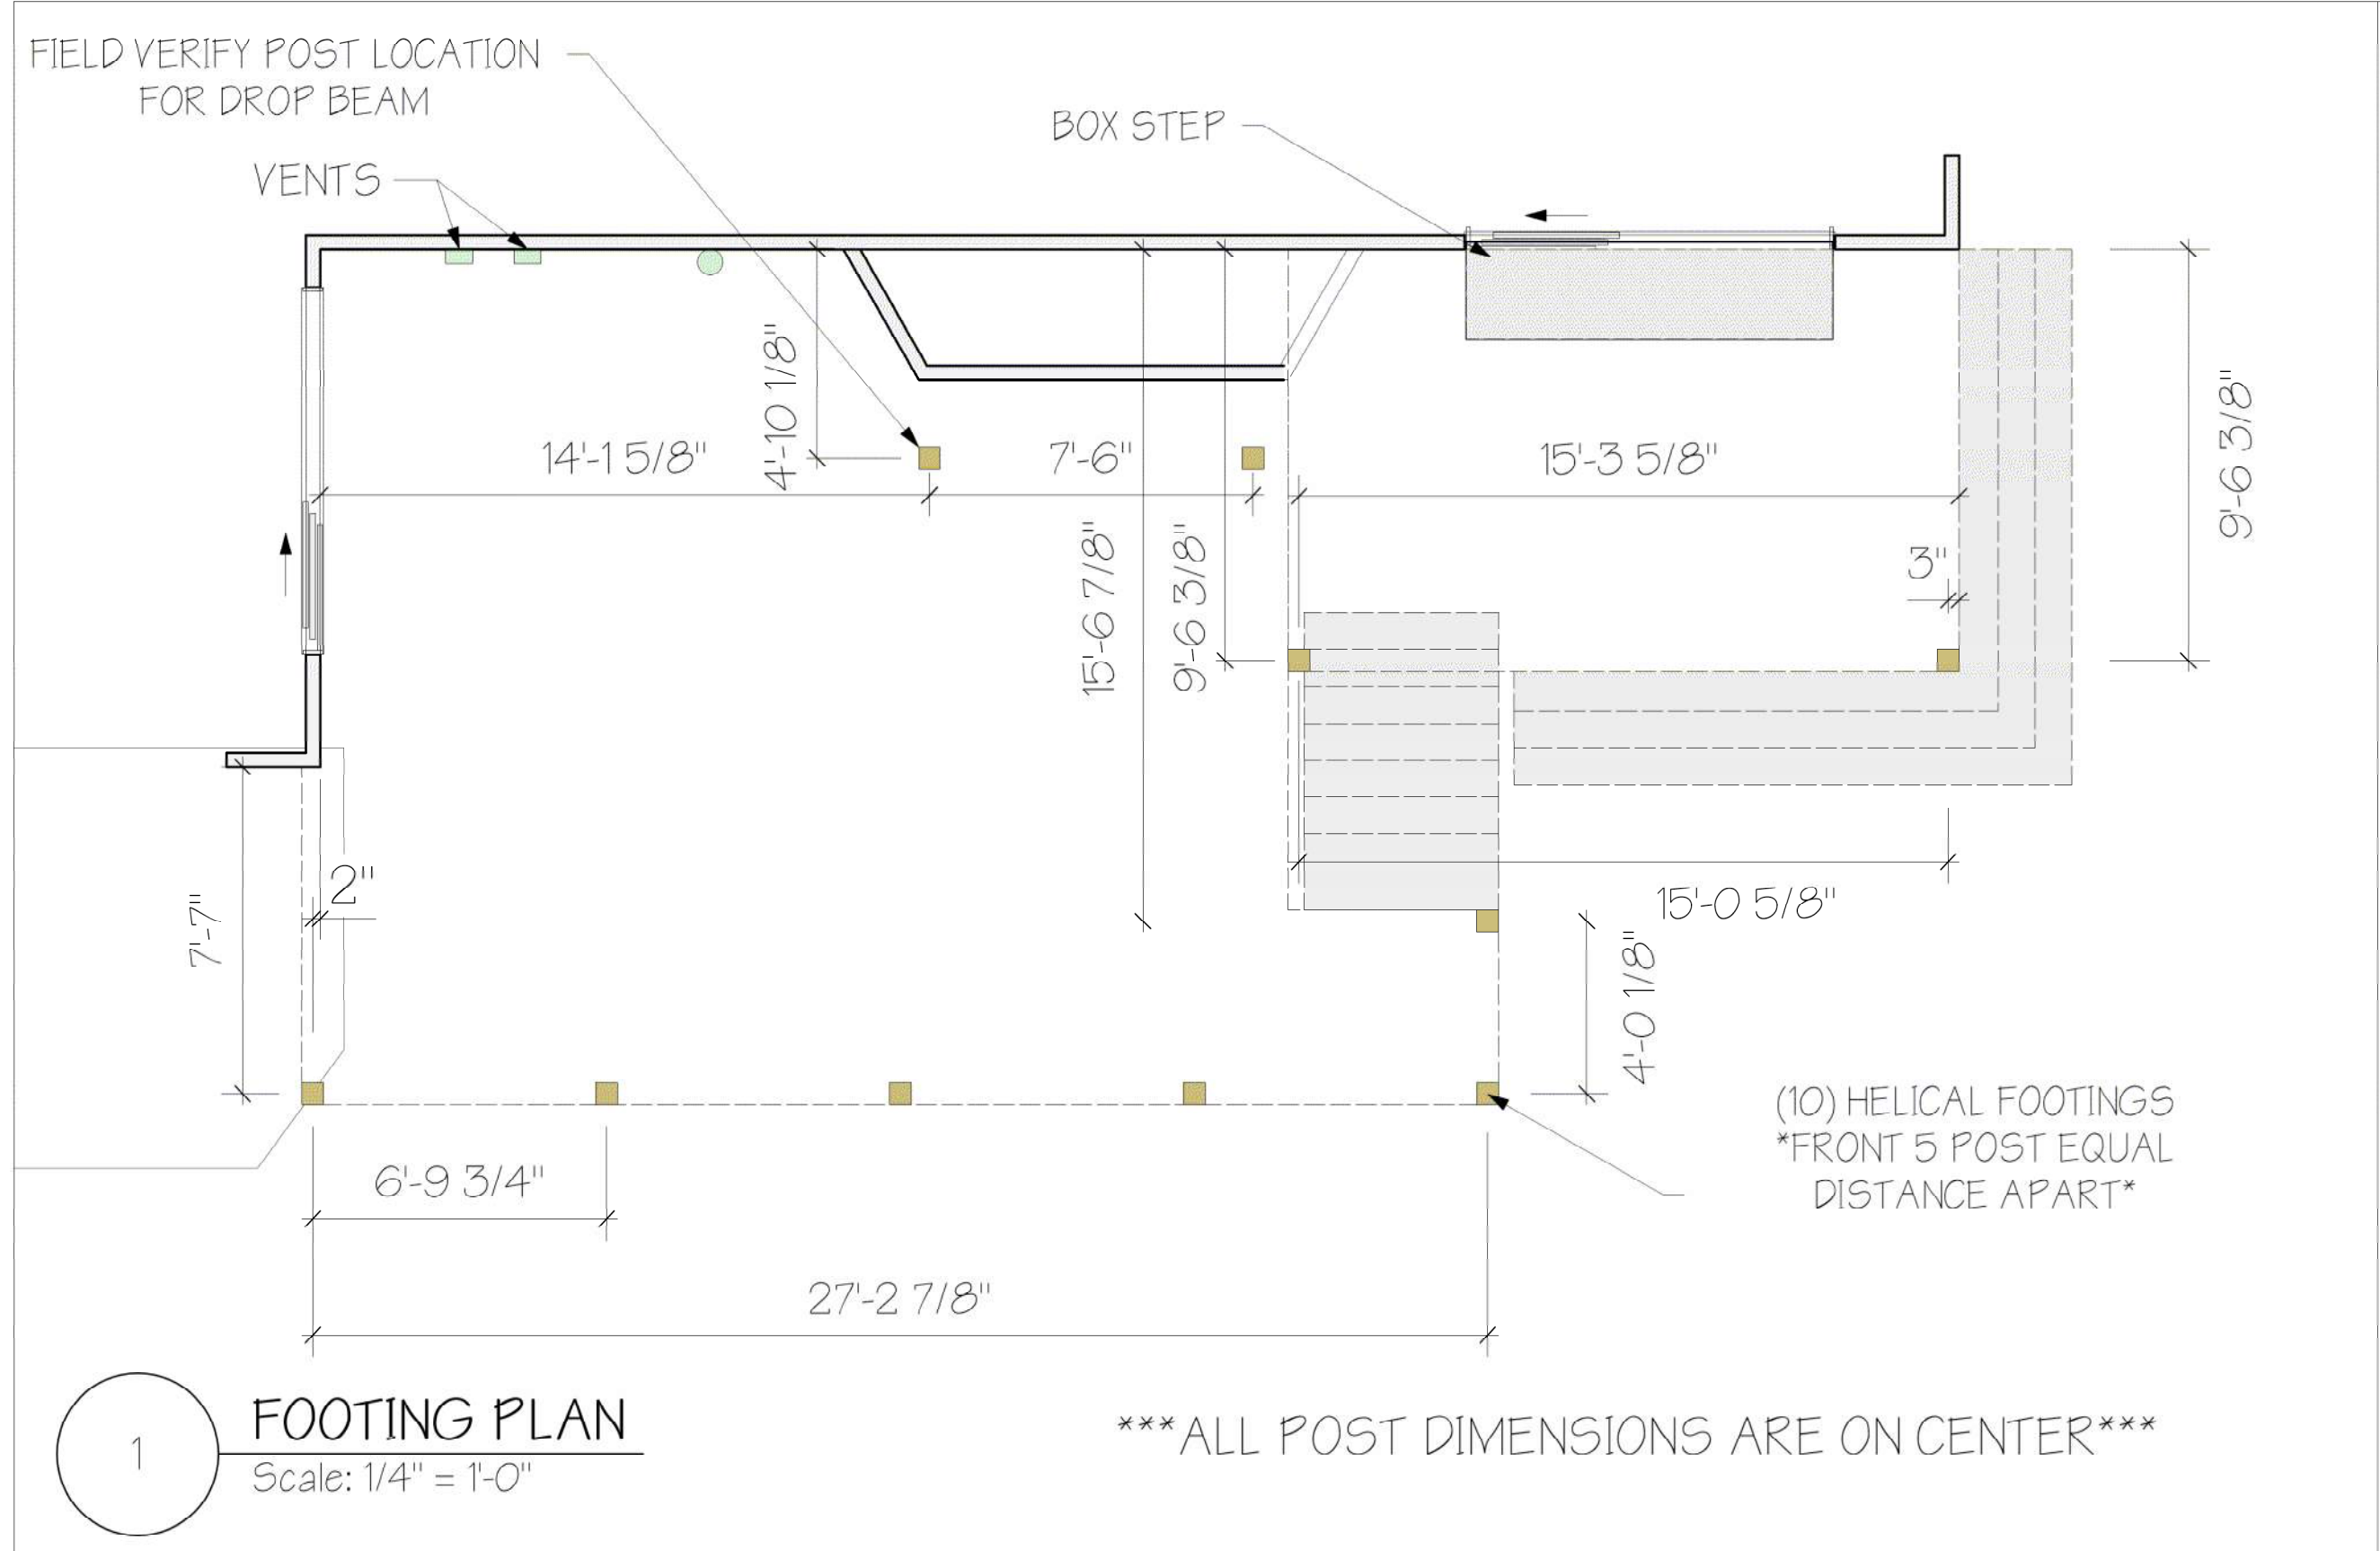 FIELD VERIFY POST LOCATION
FOR DROP BEAM
VENTS
BOX STEP
4'-10 1/8"
14'-1 5/8"
7'-6"
15'-3 5/8"
9'-6 3/8"
15'-6 7/8"
9'-6 3/8"
3"
2"
7'-7"
15'-0 5/8"
4'-0 1/8"
(10) HELICAL FOOTINGS
*FRONT 5 POST EQUAL
DISTANCE APART*
6'-9 3/4"
27'-2 7/8"
1
FOOTING PLAN
Scale: 1/4" = 1'-0"
***ALL POST DIMENSIONS ARE ON CENTER***